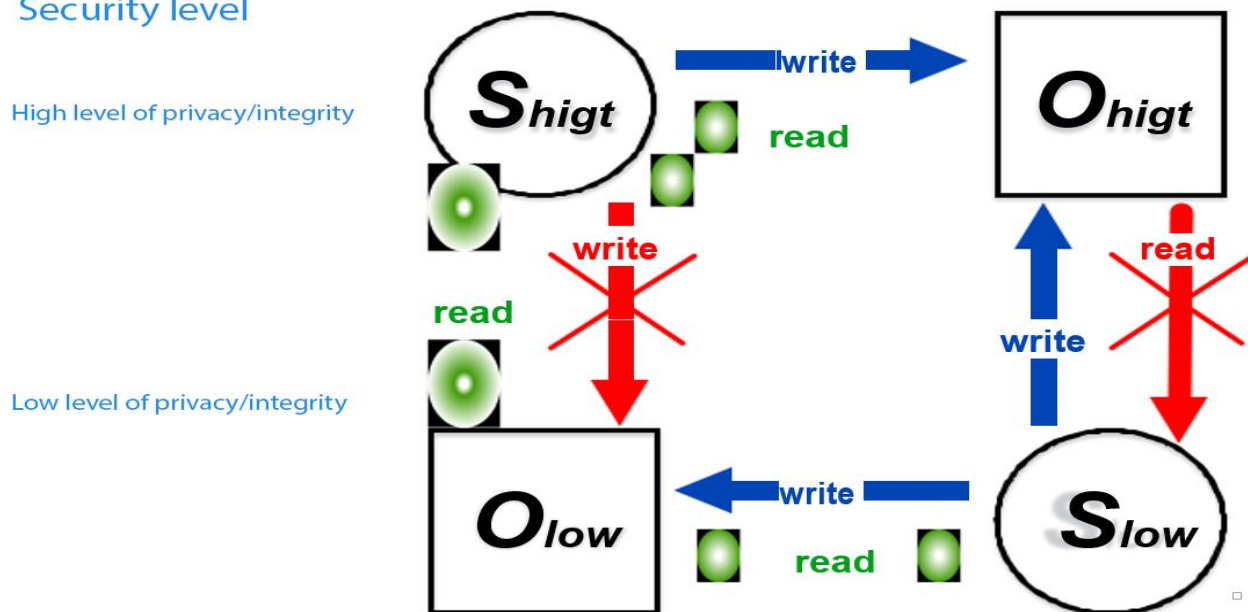 Security level
write
Shigt
Ohigt
High level of privacy/integrity
read
write
read
read
write
Low level of privacy/integrity
write
Olow
Slow
read